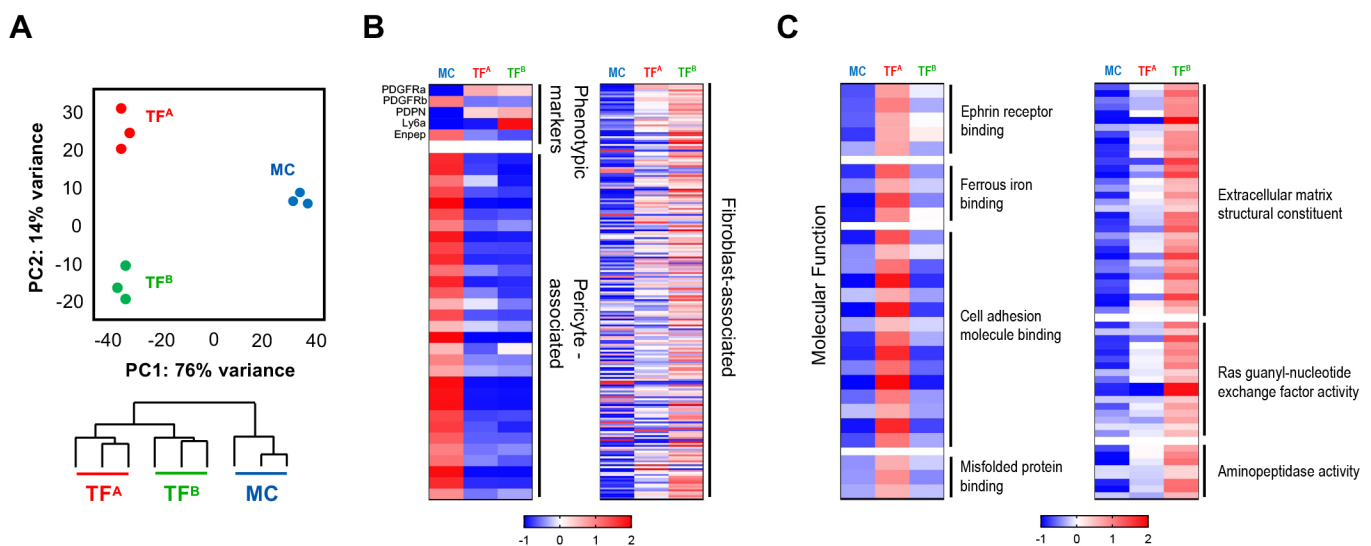 A
B
C
PC2: 14% variance
30
20
10
0
-10
-20
-40
-20
0
20
40
PC1: 76% variance
TFA
MC
TFB
TFA
TFB
MC
MC
TFA
TFB
PDGFRa
PDGFRb
PDPN
Ly6a
Enpep
Phenotypic
markers
Pericyte -
associated
MC
TFA
TFB
Fibroblast-associated
-1
0
1
2
Molecular Function
MC
TFA
TFB
Ephrin receptor
binding
Ferrous iron
binding
Cell adhesion
molecule binding
Misfolded protein
binding
MC
TFA
TFB
Extracellular matrix
structural constituent
Ras guanyl-nucleotide
exchange factor activity
Aminopeptidase activity
-1
0
1
2